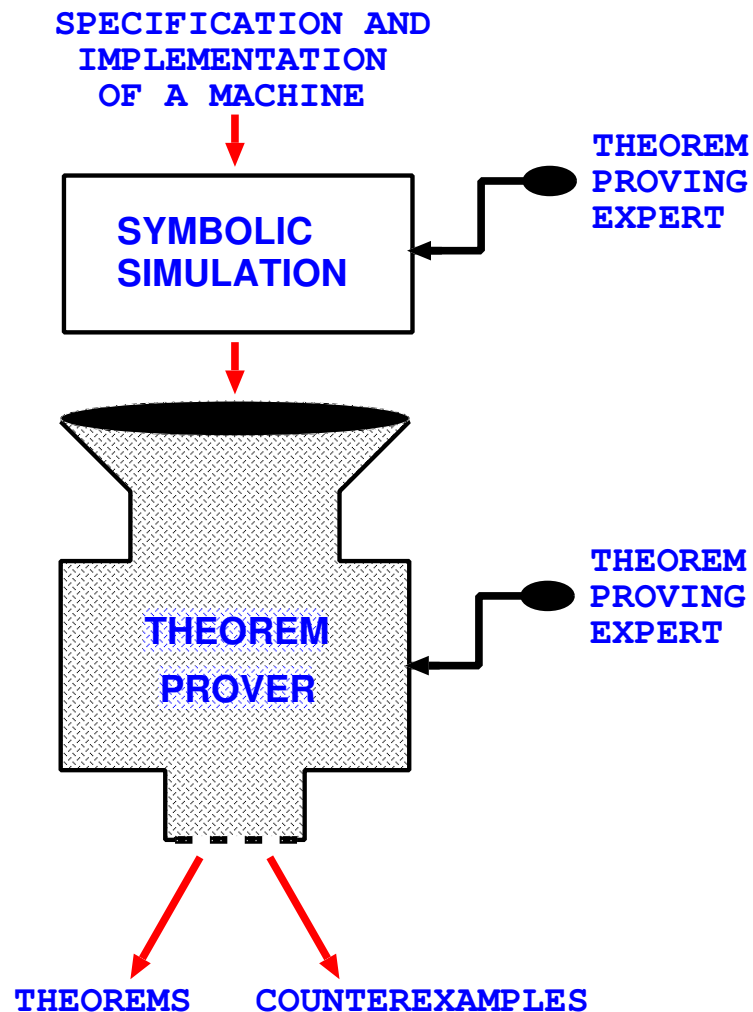 SPECIFICATION AND
IMPLEMENTATION
OF A MACHINE
THEOREM
PROVING
EXPERT
SYMBOLIC
SIMULATION
THEOREM
PROVING
EXPERT
THEOREM
PROVER
THEOREMS
COUNTEREXAMPLES